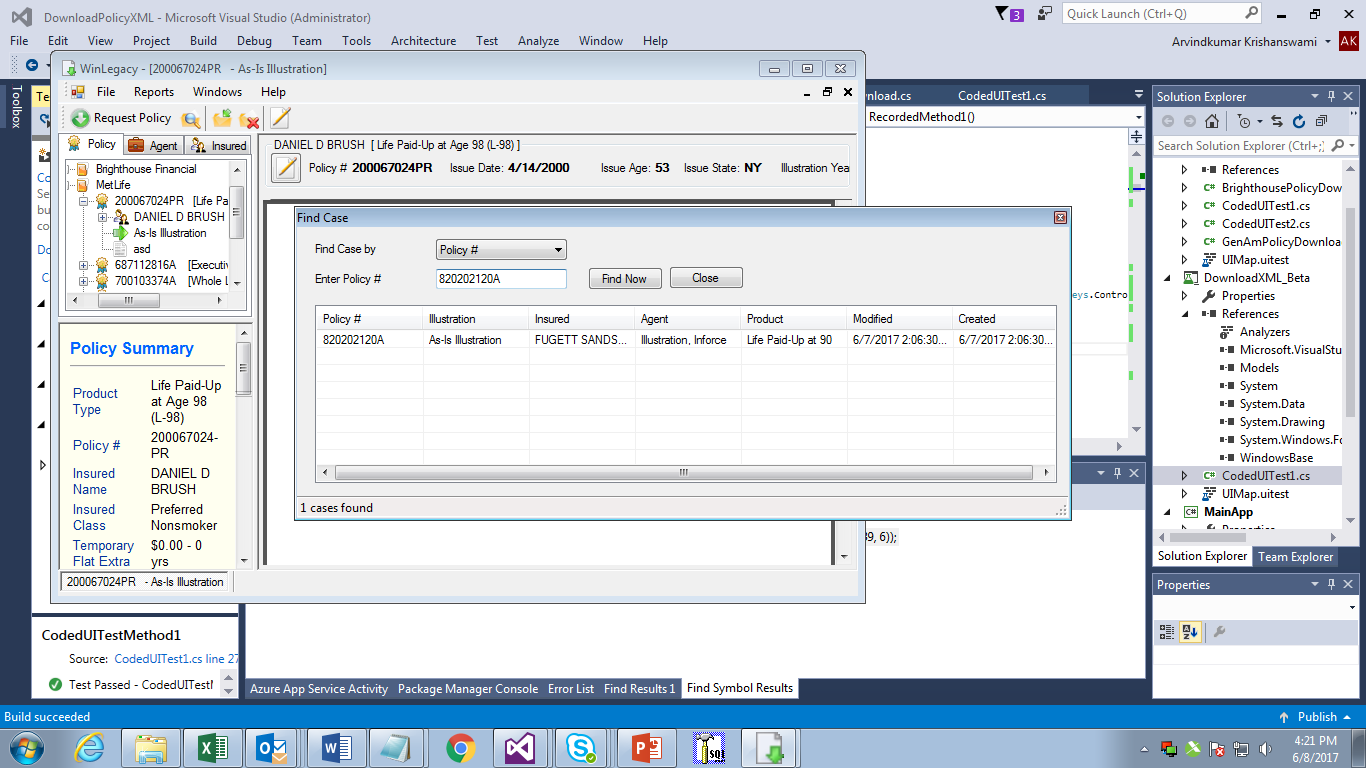 DownloadPolicyXML - Microsoft Visual Studio (Administrator)
3
Quick Launch (Ctrl+Q)
File Edit View Project Build Debug Team Tools Architecture Test Analyze Window Help
Arvindkumar Krishanswami AK
Toolbox
WinLegacy - [200067024PR - As-Is Illustration]
File Reports Windows Help
Request Policy
Policy Agent Insured
Brighthouse Financial
MetLife
200067024PR [Life Pa
DANIEL D BRUSH
As-Is Illustration
asd
687112816A [Executi
700103374A [Whole L
DANIEL D BRUSH [ Life Paid-Up at Age 98 (L-98) ]
Policy # 200067024PR Issue Date: 4/14/2000 Issue Age: 53 Issue State: NY Illustration Yea
Policy Summary
Product Type
Life Paid-Up at Age 98 (L-98)
Policy #
200067024-PR
Insured Name
DANIEL D BRUSH
Insured Class
Preferred Nonsmoker
Temporary Flat Extra
$0.00 - 0 yrs
200067024PR - As-Is Illustration
Find Case
Find Case by Policy #
Enter Policy # 820202120A Find Now Close
Policy # Illustration Insured Agent Product Modified Created
820202120A As-Is Illustration FUGETT SANDS... Illustration, Inforce Life Paid-Up at 90 6/7/2017 2:06:30... 6/7/2017 2:06:30...
1 cases found
nload.cs CodedUITest1.cs
RecordedMethod1()
eys.Contro
39, 6));
Solution Explorer
Search Solution Explorer (Ctrl+;)
References
BrighthousePolicyDow
CodedUITest1.cs
CodedUITest2.cs
GenAmPolicyDownloa
UIMap.uitest
DownloadXML_Beta
Properties
References
Analyzers
Microsoft.VisualStu
Models
System
System.Data
System.Drawing
System.Windows.Fo
WindowsBase
CodedUITest1.cs
UIMap.uitest
MainApp
Properties
Solution Explorer Team Explorer
Properties
CodedUITestMethod1
Source: CodedUITest1.cs line 27
Test Passed - CodedUITestM
Azure App Service Activity Package Manager Console Error List Find Results 1 Find Symbol Results
Build succeeded
Publish
4:21 PM
6/8/2017